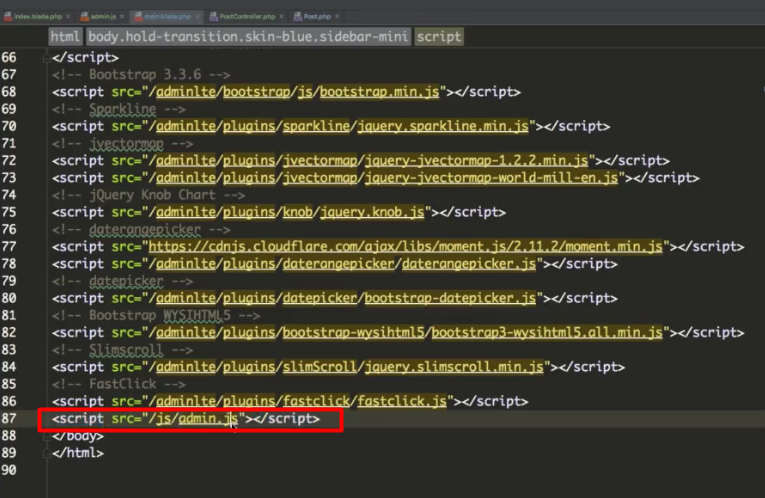 index.blade.php × admin.js × main.blade.php × PostController.php × Post.php ×
html body.hold-transition.skin-blue.sidebar-mini script
66 </script>
67 <!-- Bootstrap 3.3.6 -->
68 <script src="/adminlte/bootstrap/js/bootstrap.min.js"></script>
69 <!-- Sparkline -->
70 <script src="/adminlte/plugins/sparkline/jquery.sparkline.min.js"></script>
71 <!-- jvectormap -->
72 <script src="/adminlte/plugins/jvectormap/jquery-jvectormap-1.2.2.min.js"></script>
73 <script src="/adminlte/plugins/jvectormap/jquery-jvectormap-world-mill-en.js"></script>
74 <!-- jQuery Knob Chart -->
75 <script src="/adminlte/plugins/knob/jquery.knob.js"></script>
76 <!-- daterangepicker -->
77 <script src="https://cdnjs.cloudflare.com/ajax/libs/moment.js/2.11.2/moment.min.js"></script>
78 <script src="/adminlte/plugins/daterangepicker/daterangepicker.js"></script>
79 <!-- datepicker -->
80 <script src="/adminlte/plugins/datepicker/bootstrap-datepicker.js"></script>
81 <!-- Bootstrap WYSIHTML5 -->
82 <script src="/adminlte/plugins/bootstrap-wysihtml5/bootstrap3-wysihtml5.all.min.js"></script>
83 <!-- Slimscroll -->
84 <script src="/adminlte/plugins/slimScroll/jquery.slimscroll.min.js"></script>
85 <!-- FastClick -->
86 <script src="/adminlte/plugins/fastclick/fastclick.js"></script>
87 <script src="/js/admin.js"></script>
88 </body>
89 </html>
90